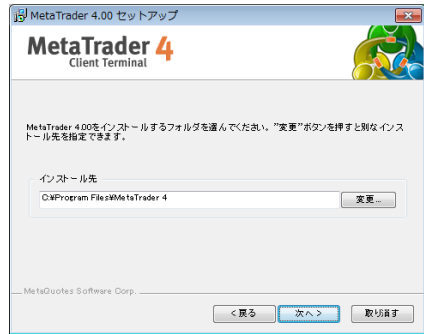 MetaTrader 4.00 セットアップ
MetaTrader 4
Client Terminal
MetaTrader 4.00をインストールするフォルダを選んでください。”変更”ボタンを押すと別なインス
トール先を指定できます。
インストール先
C:¥Program Files¥MetaTrader 4
変更...
MetaQuotes Software Corp.
< 戻る
次へ >
取り消す